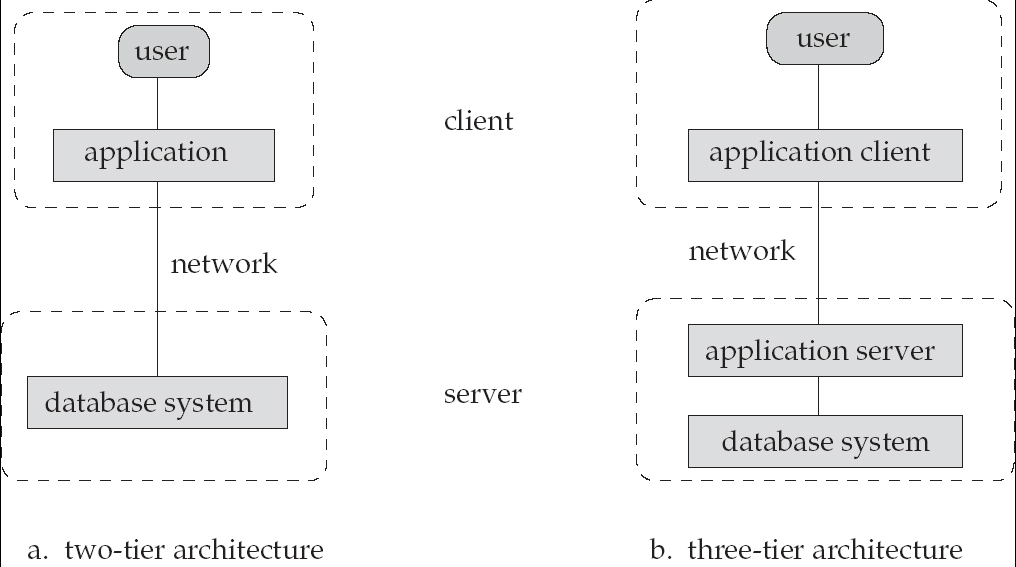 user
application
network
database system
a. two-tier architecture
client
server
user
application client
network
application server
database system
b. three-tier architecture